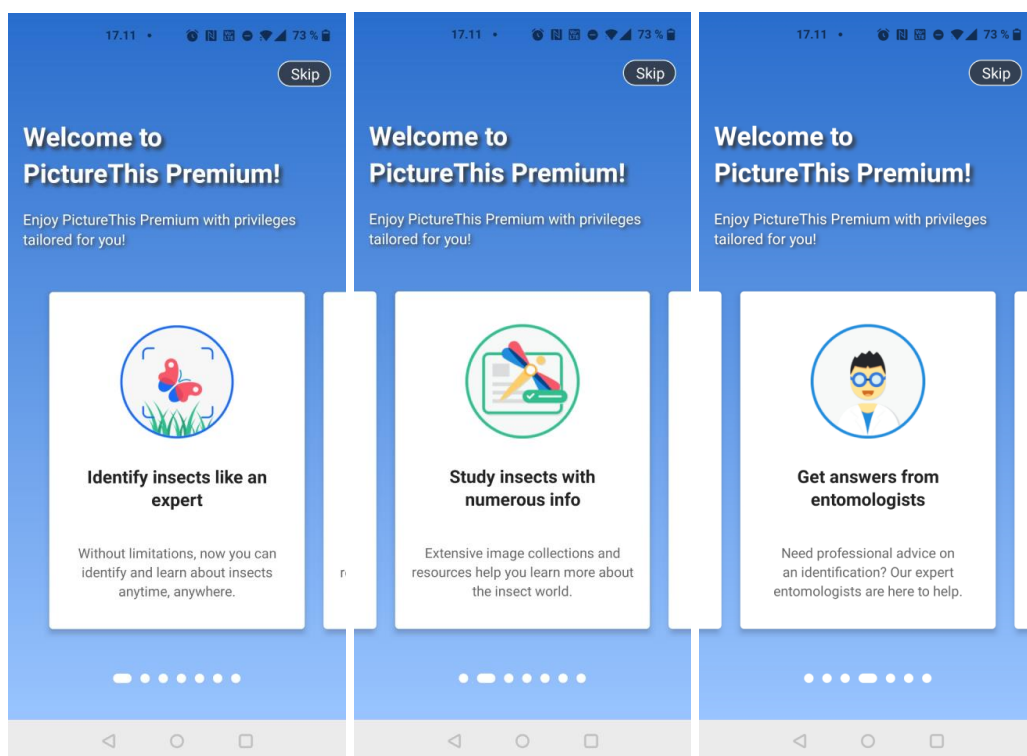 17.11 • 73 %
Skip
Welcome to
PictureThis Premium!
Enjoy PictureThis Premium with privileges
tailored for you!
Identify insects like an
expert
Without limitations, now you can
identify and learn about insects
anytime, anywhere.
17.11 • 73 %
Skip
Welcome to
PictureThis Premium!
Enjoy PictureThis Premium with privileges
tailored for you!
Study insects with
numerous info
Extensive image collections and
resources help you learn more about
the insect world.
17.11 • 73 %
Skip
Welcome to
PictureThis Premium!
Enjoy PictureThis Premium with privileges
tailored for you!
Get answers from
entomologists
Need professional advice on
an identification? Our expert
entomologists are here to help.